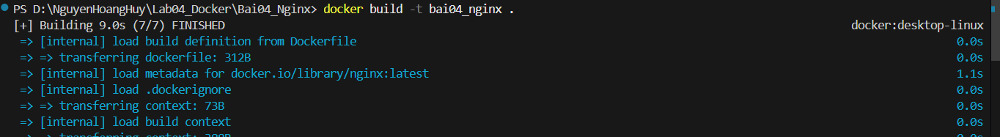 PS D:\NguyenHoangHuy\Lab04_Docker\Bai04_Nginx> docker build -t bai04_nginx .
[+] Building 9.0s (7/7) FINISHED docker:desktop-linux
=> [internal] load build definition from Dockerfile 0.0s
=> => transferring dockerfile: 312B 0.0s
=> [internal] load metadata for docker.io/library/nginx:latest 1.1s
=> [internal] load .dockerignore 0.0s
=> => transferring context: 73B 0.0s
=> [internal] load build context 0.0s
=> => transferring context: 0.0s